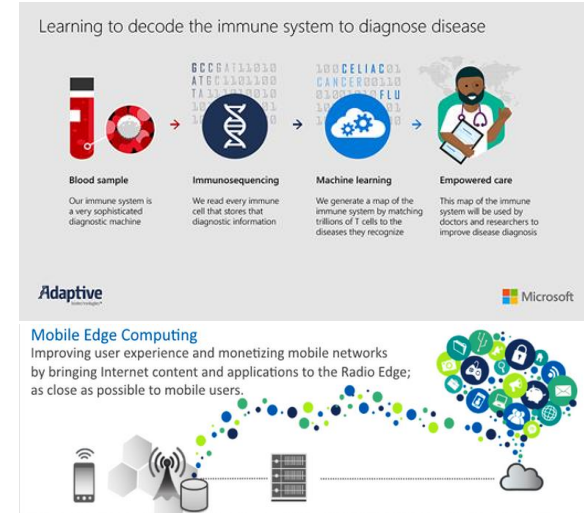 Learning to decode the immune system to diagnose disease
GCCGAT11010
ATGC1101100
100CELIAC01
CANCER00110
FLU
Blood sample
Our immune system is
a very sophisticated
diagnostic machine
Immunosequencing
We read every immune
cell that stores that
diagnostic information
Machine learning
We generate a map of the
immune system by matching
trillions of T cells to the
diseases they recognize
Empowered care
This map of the immune
system will be used by
doctors and researchers to
improve disease diagnosis
Adaptive
Microsoft
Mobile Edge Computing
Improving user experience and monetizing mobile networks
by bringing Internet content and applications to the Radio Edge;
as close as possible to mobile users.